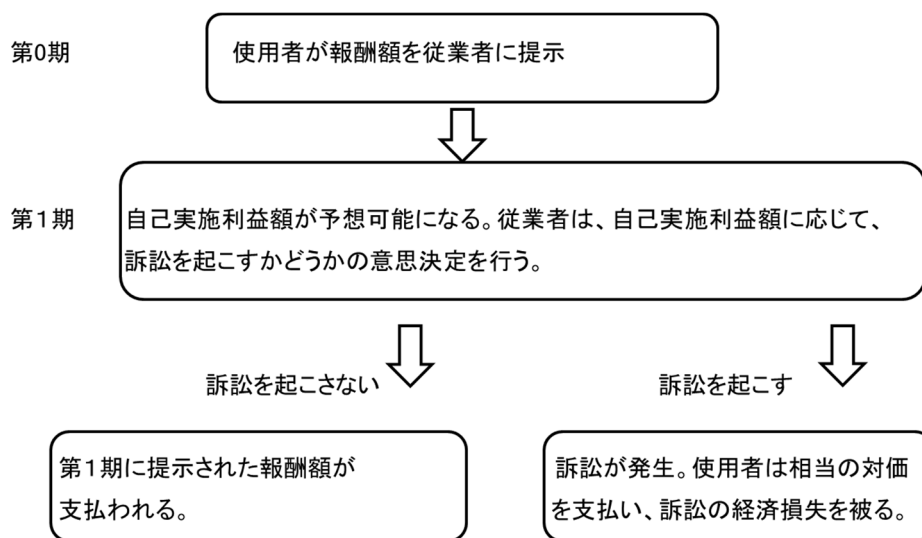 第0期
使用者が報酬額を従業者に提示
第1期
自己実施利益額が予想可能になる。従業者は、自己実施利益額に応じて、
訴訟を起こすかどうかの意思決定を行う。
訴訟を起こさない
訴訟を起こす
第1期に提示された報酬額が
支払われる。
訴訟が発生。使用者は相当の対価
を支払い、訴訟の経済損失を被る。